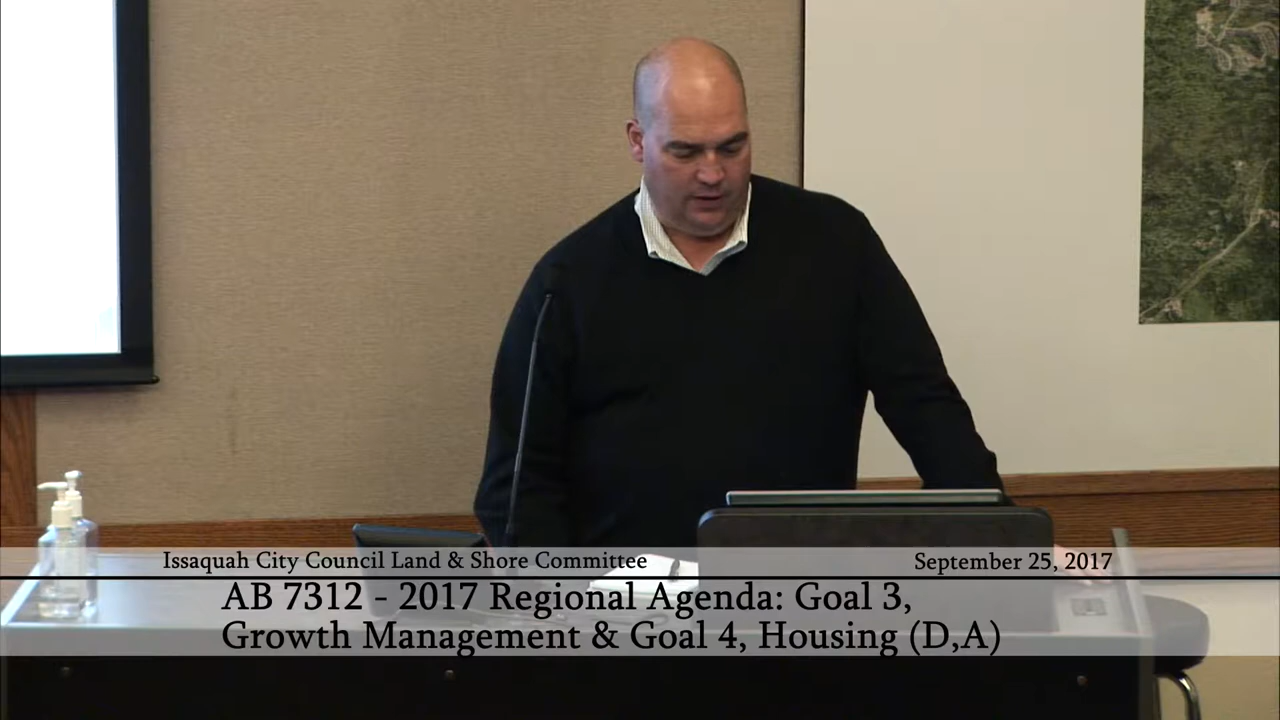 Issaquah City Council Land & Shore Committee
September 25, 2017
AB 7312 - 2017 Regional Agenda: Goal 3,
Growth Management & Goal 4, Housing (D,A)